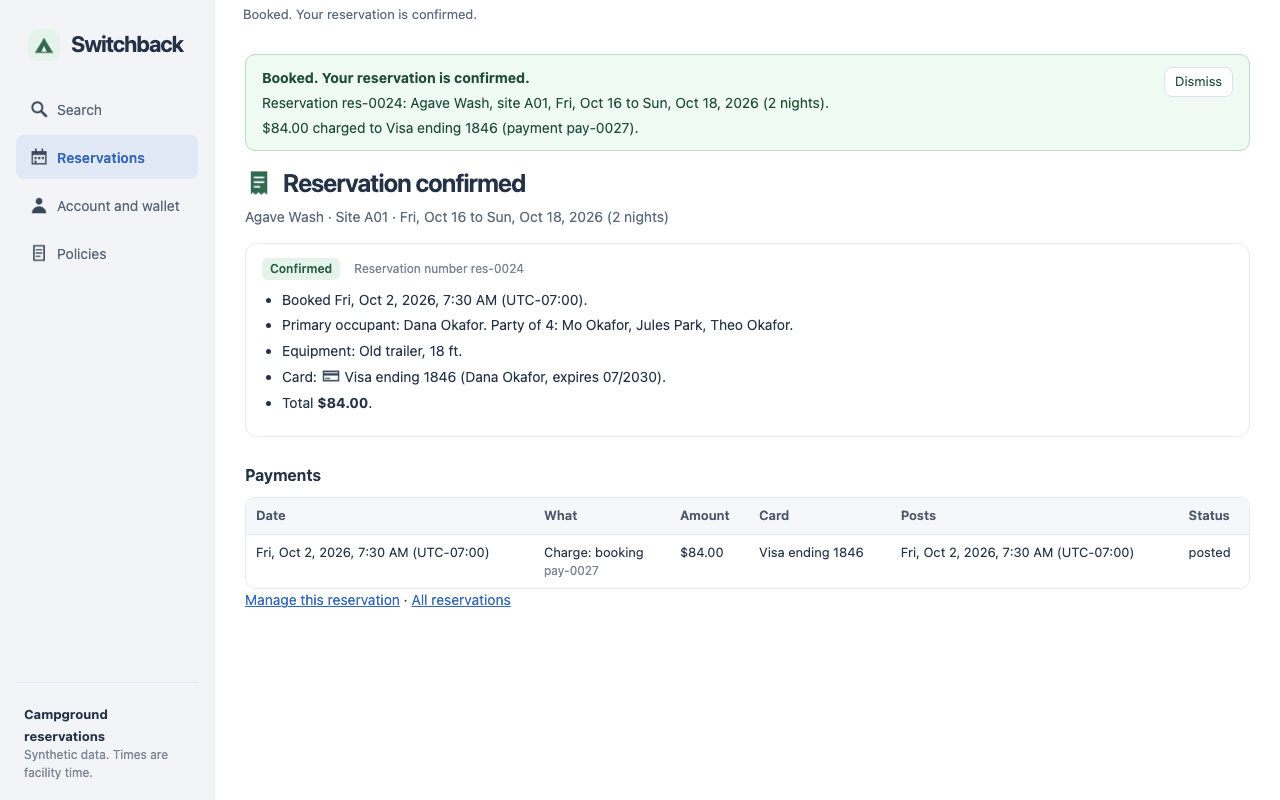 Switchback
Search
Reservations
Account and wallet
Policies
Campground
reservations
Synthetic data. Times are
facility time.
Booked. Your reservation is confirmed.
Booked. Your reservation is confirmed.
Reservation res-0024: Agave Wash, site A01, Fri, Oct 16 to Sun, Oct 18, 2026 (2 nights).
$84.00 charged to Visa ending 1846 (payment pay-0027).
Dismiss
Reservation confirmed
Agave Wash · Site A01 · Fri, Oct 16 to Sun, Oct 18, 2026 (2 nights)
Confirmed Reservation number res-0024
• Booked Fri, Oct 2, 2026, 7:30 AM (UTC-07:00).
• Primary occupant: Dana Okafor. Party of 4: Mo Okafor, Jules Park, Theo Okafor.
• Equipment: Old trailer, 18 ft.
• Card: Visa ending 1846 (Dana Okafor, expires 07/2030).
• Total $84.00.
Payments
Date What Amount Card Posts Status
Fri, Oct 2, 2026, 7:30 AM (UTC-07:00) Charge: booking $84.00 Visa ending 1846 Fri, Oct 2, 2026, 7:30 AM (UTC-07:00) posted
pay-0027
Manage this reservation · All reservations